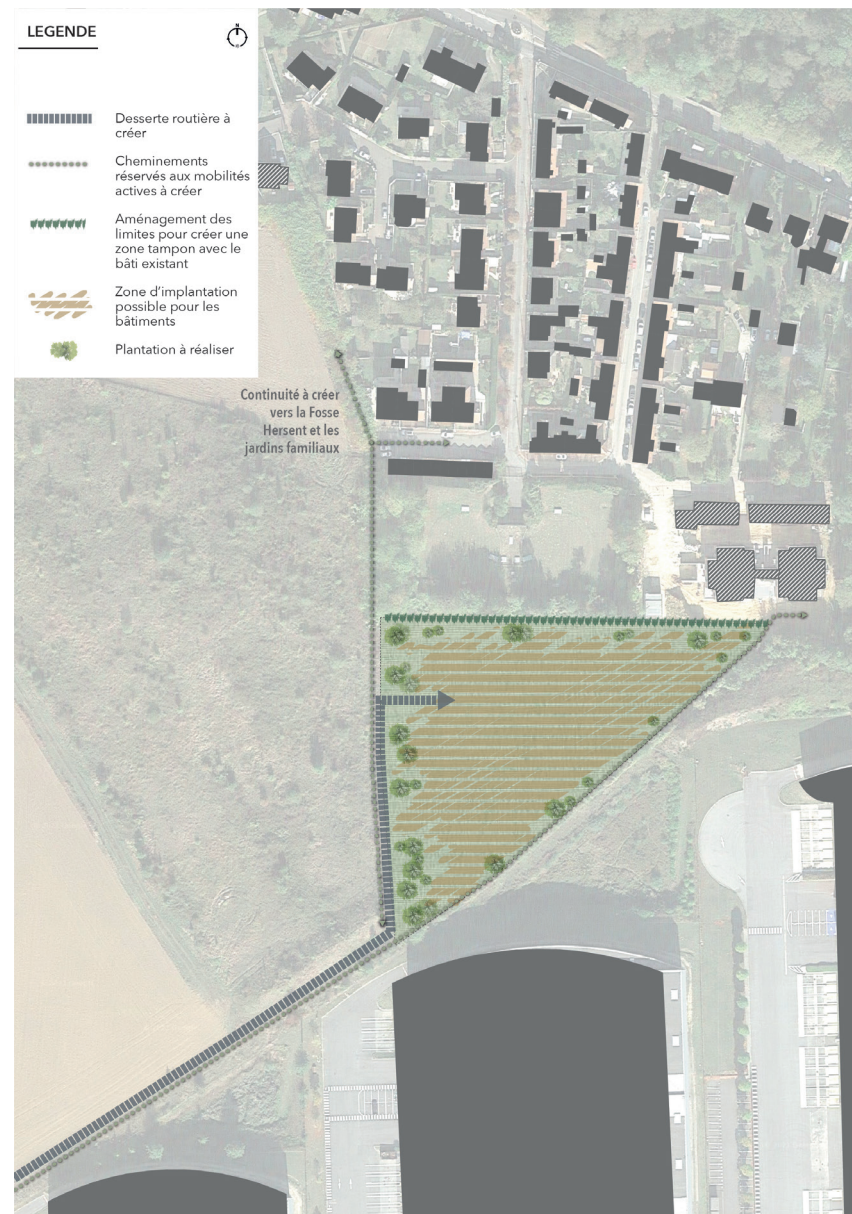 LEGENDE
N
Desserte routière à
créer
Cheminements
réservés aux mobilités
actives à créer
Aménagement des
limites pour créer une
zone tampon avec le
bâti existant
Zone d'implantation
possible pour les
bâtiments
Plantation à réaliser
Continuité à créer
vers la Fosse
Hersent et les
jardins familiaux